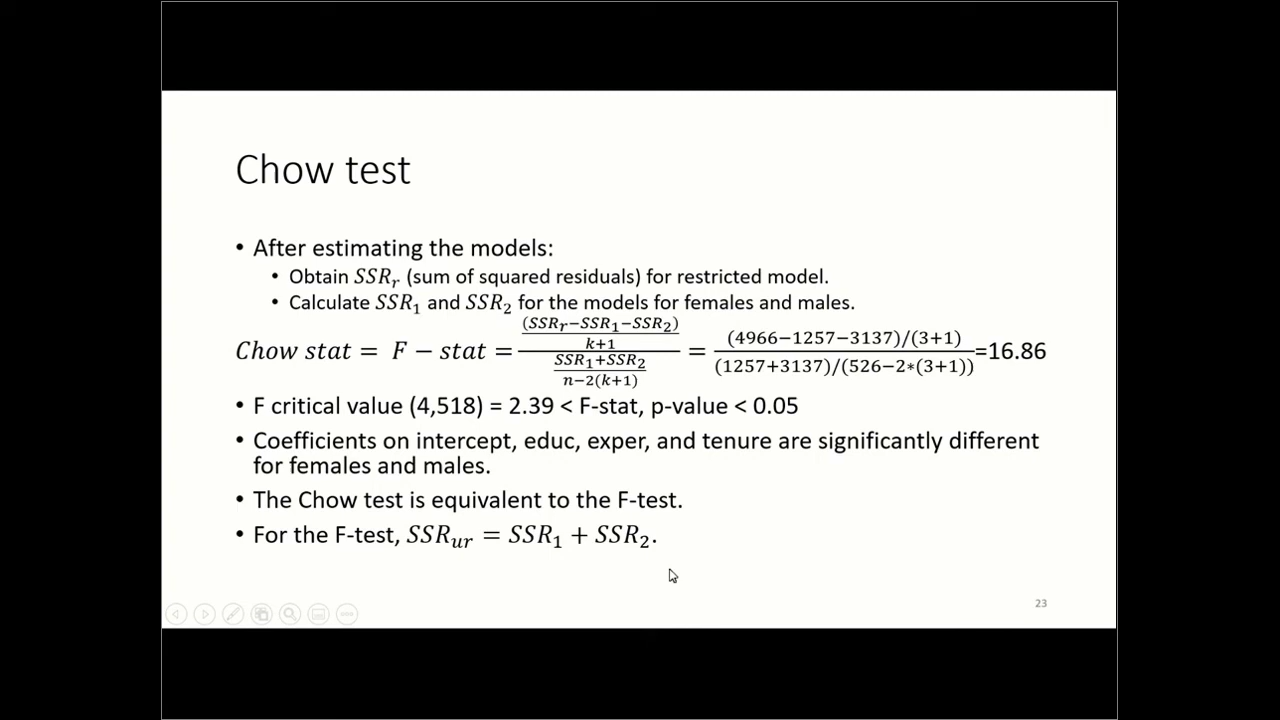 Chow test
• After estimating the models:
• Obtain 𝑆𝑆𝑅ᵣ (sum of squared residuals) for restricted model.
• Calculate 𝑆𝑆𝑅₁ and 𝑆𝑆𝑅₂ for the models for females and males.
𝐶ℎ𝑜𝑤 𝑠𝑡𝑎𝑡 = 𝐹 − 𝑠𝑡𝑎𝑡 = ((SSRᵣ−SSR₁−SSR₂)/(k+1)) / ((SSR₁+SSR₂)/(n−2(k+1))) = (4966−1257−3137)/(3+1) / (1257+3137)/(526−2∗(3+1)) =16.86
• F critical value (4,518) = 2.39 < F-stat, p-value < 0.05
• Coefficients on intercept, educ, exper, and tenure are significantly different
for females and males.
• The Chow test is equivalent to the F-test.
• For the F-test, 𝑆𝑆𝑅ᵤᵣ = 𝑆𝑆𝑅₁ + 𝑆𝑆𝑅₂.
23